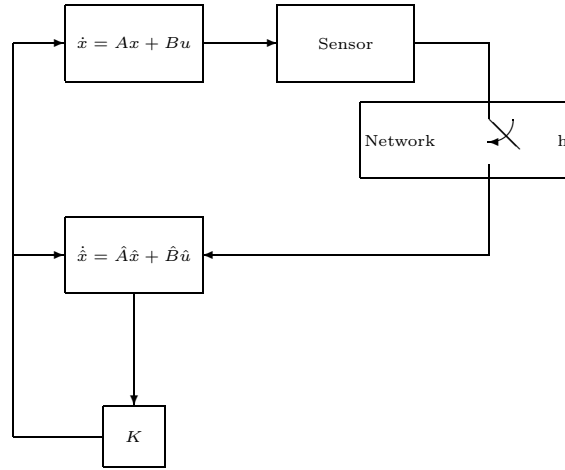 ẋ = Ax + Bu
Sensor
Network h
x̂̇ = Âx̂ + B̂û
K